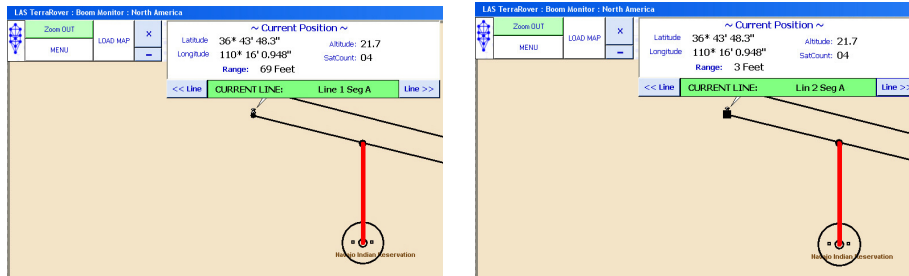 LAS TerraRover : Boom Monitor : North America
Zoom OUT
MENU
LOAD MAP
X
–
~ Current Position ~
Latitude 36* 43' 48.3" Altitude: 21.7
Longitude 110* 16' 0.948" SatCount: 04
Range: 69 Feet
<< Line CURRENT LINE: Line 1 Seg A Line >>
Navajo Indian Reservation
LAS TerraRover : Boom Monitor : North America
Zoom OUT
MENU
LOAD MAP
X
–
~ Current Position ~
Latitude 36* 43' 48.3" Altitude: 21.7
Longitude 110* 16' 0.948" SatCount: 04
Range: 3 Feet
<< Line CURRENT LINE: Lin 2 Seg A Line >>
Navajo Indian Reservation